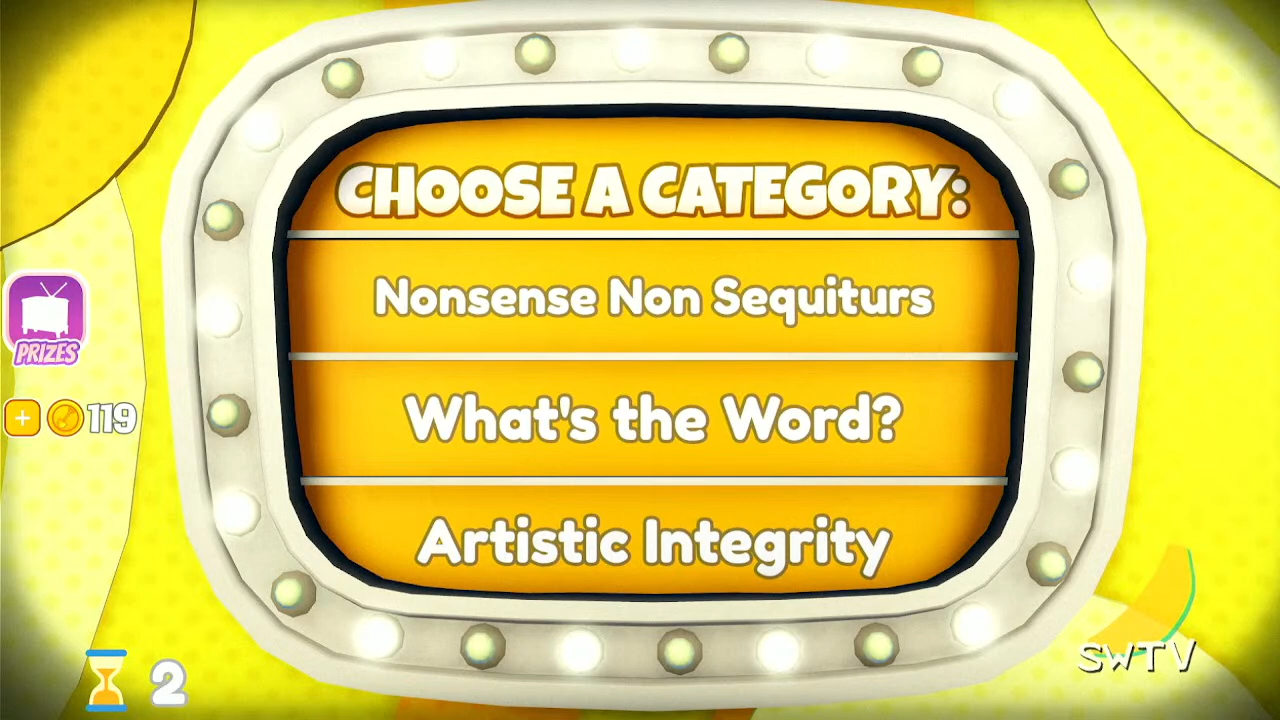 CHOOSE A CATEGORY:
Nonsense Non Sequiturs
What's the Word?
Artistic Integrity
PRIZES
119
2
SWTV